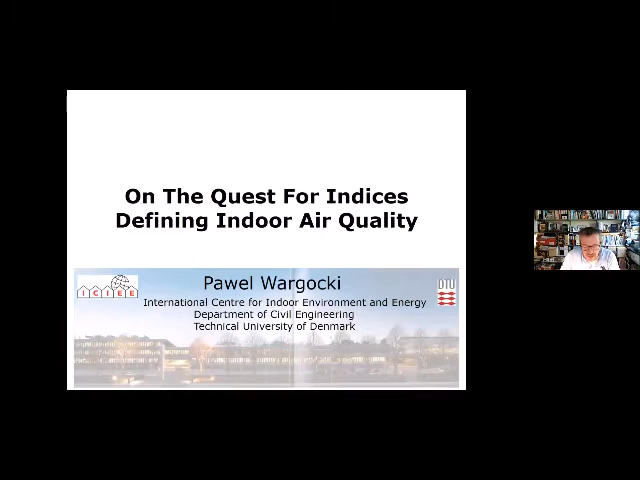 On The Quest For Indices
Defining Indoor Air Quality
ICIEE
Pawel Wargocki
International Centre for Indoor Environment and Energy
Department of Civil Engineering
Technical University of Denmark
DTU